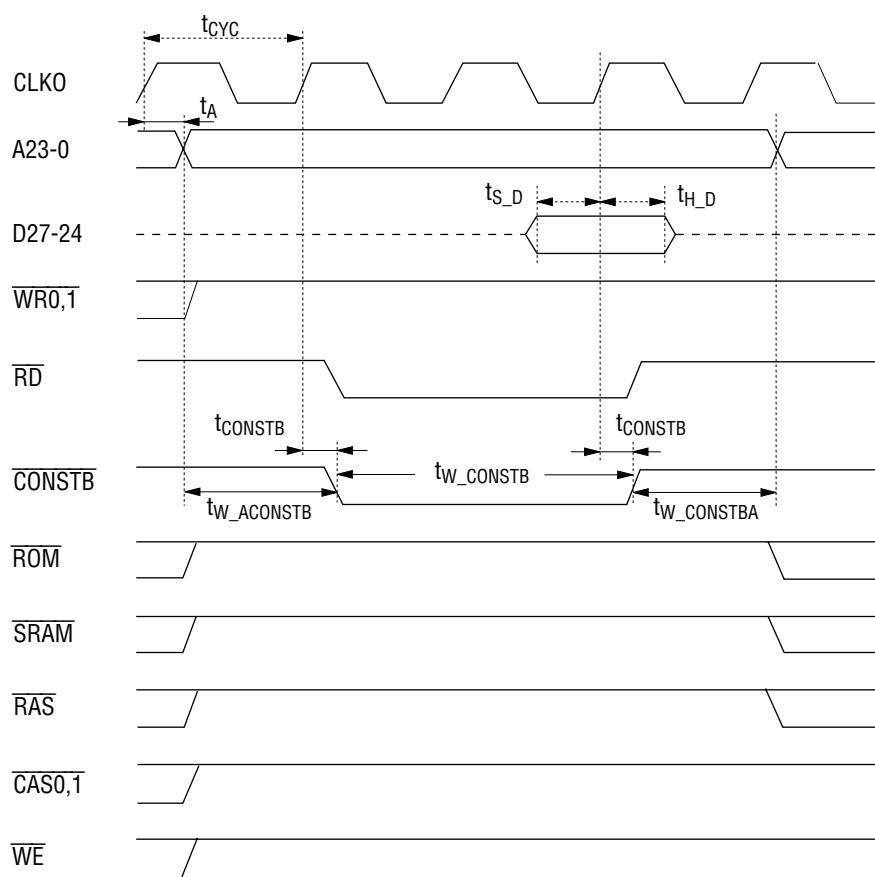 tCYC
CLKO
tA
A23-0
tS_D
tH_D
D27-24
WR0,1
RD
tCONSTB
tCONSTB
CONSTB
tW_CONSTB
tW_ACONSTB
tW_CONSTBA
ROM
SRAM
RAS
CAS0,1
WE